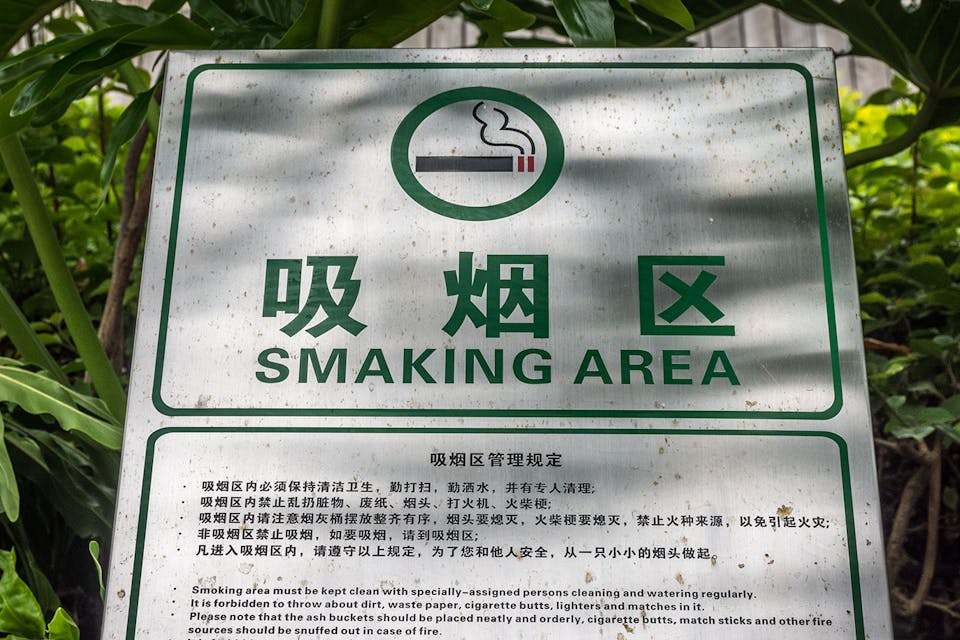 吸烟区
SMAKING AREA
吸烟区管理规定
· 吸烟区内必须保持清洁卫生，勤打扫，勤洒水，并有专人清理;
· 吸烟区内禁止乱扔脏物、废纸、烟头、打火机、火柴梗;
· 吸烟区内请注意烟灰桶摆放整齐有序，烟头要熄灭，火柴梗要熄灭，禁止火种来源，以免引起火灾;
· 非吸烟区禁止吸烟，如要吸烟，请到吸烟区;
· 凡进入吸烟区内，请遵守以上规定，为了您和他人安全，从一只小小的烟头做起。
· Smoking area must be kept clean with specially-assigned persons cleaning and watering regularly.
· It is forbidden to throw about dirt, waste paper, cigarette butts, lighters and matches in it.
· Please note that the ash buckets should be placed neatly and orderly, cigarette butts, match sticks and other fire
sources should be snuffed out in case of fire.